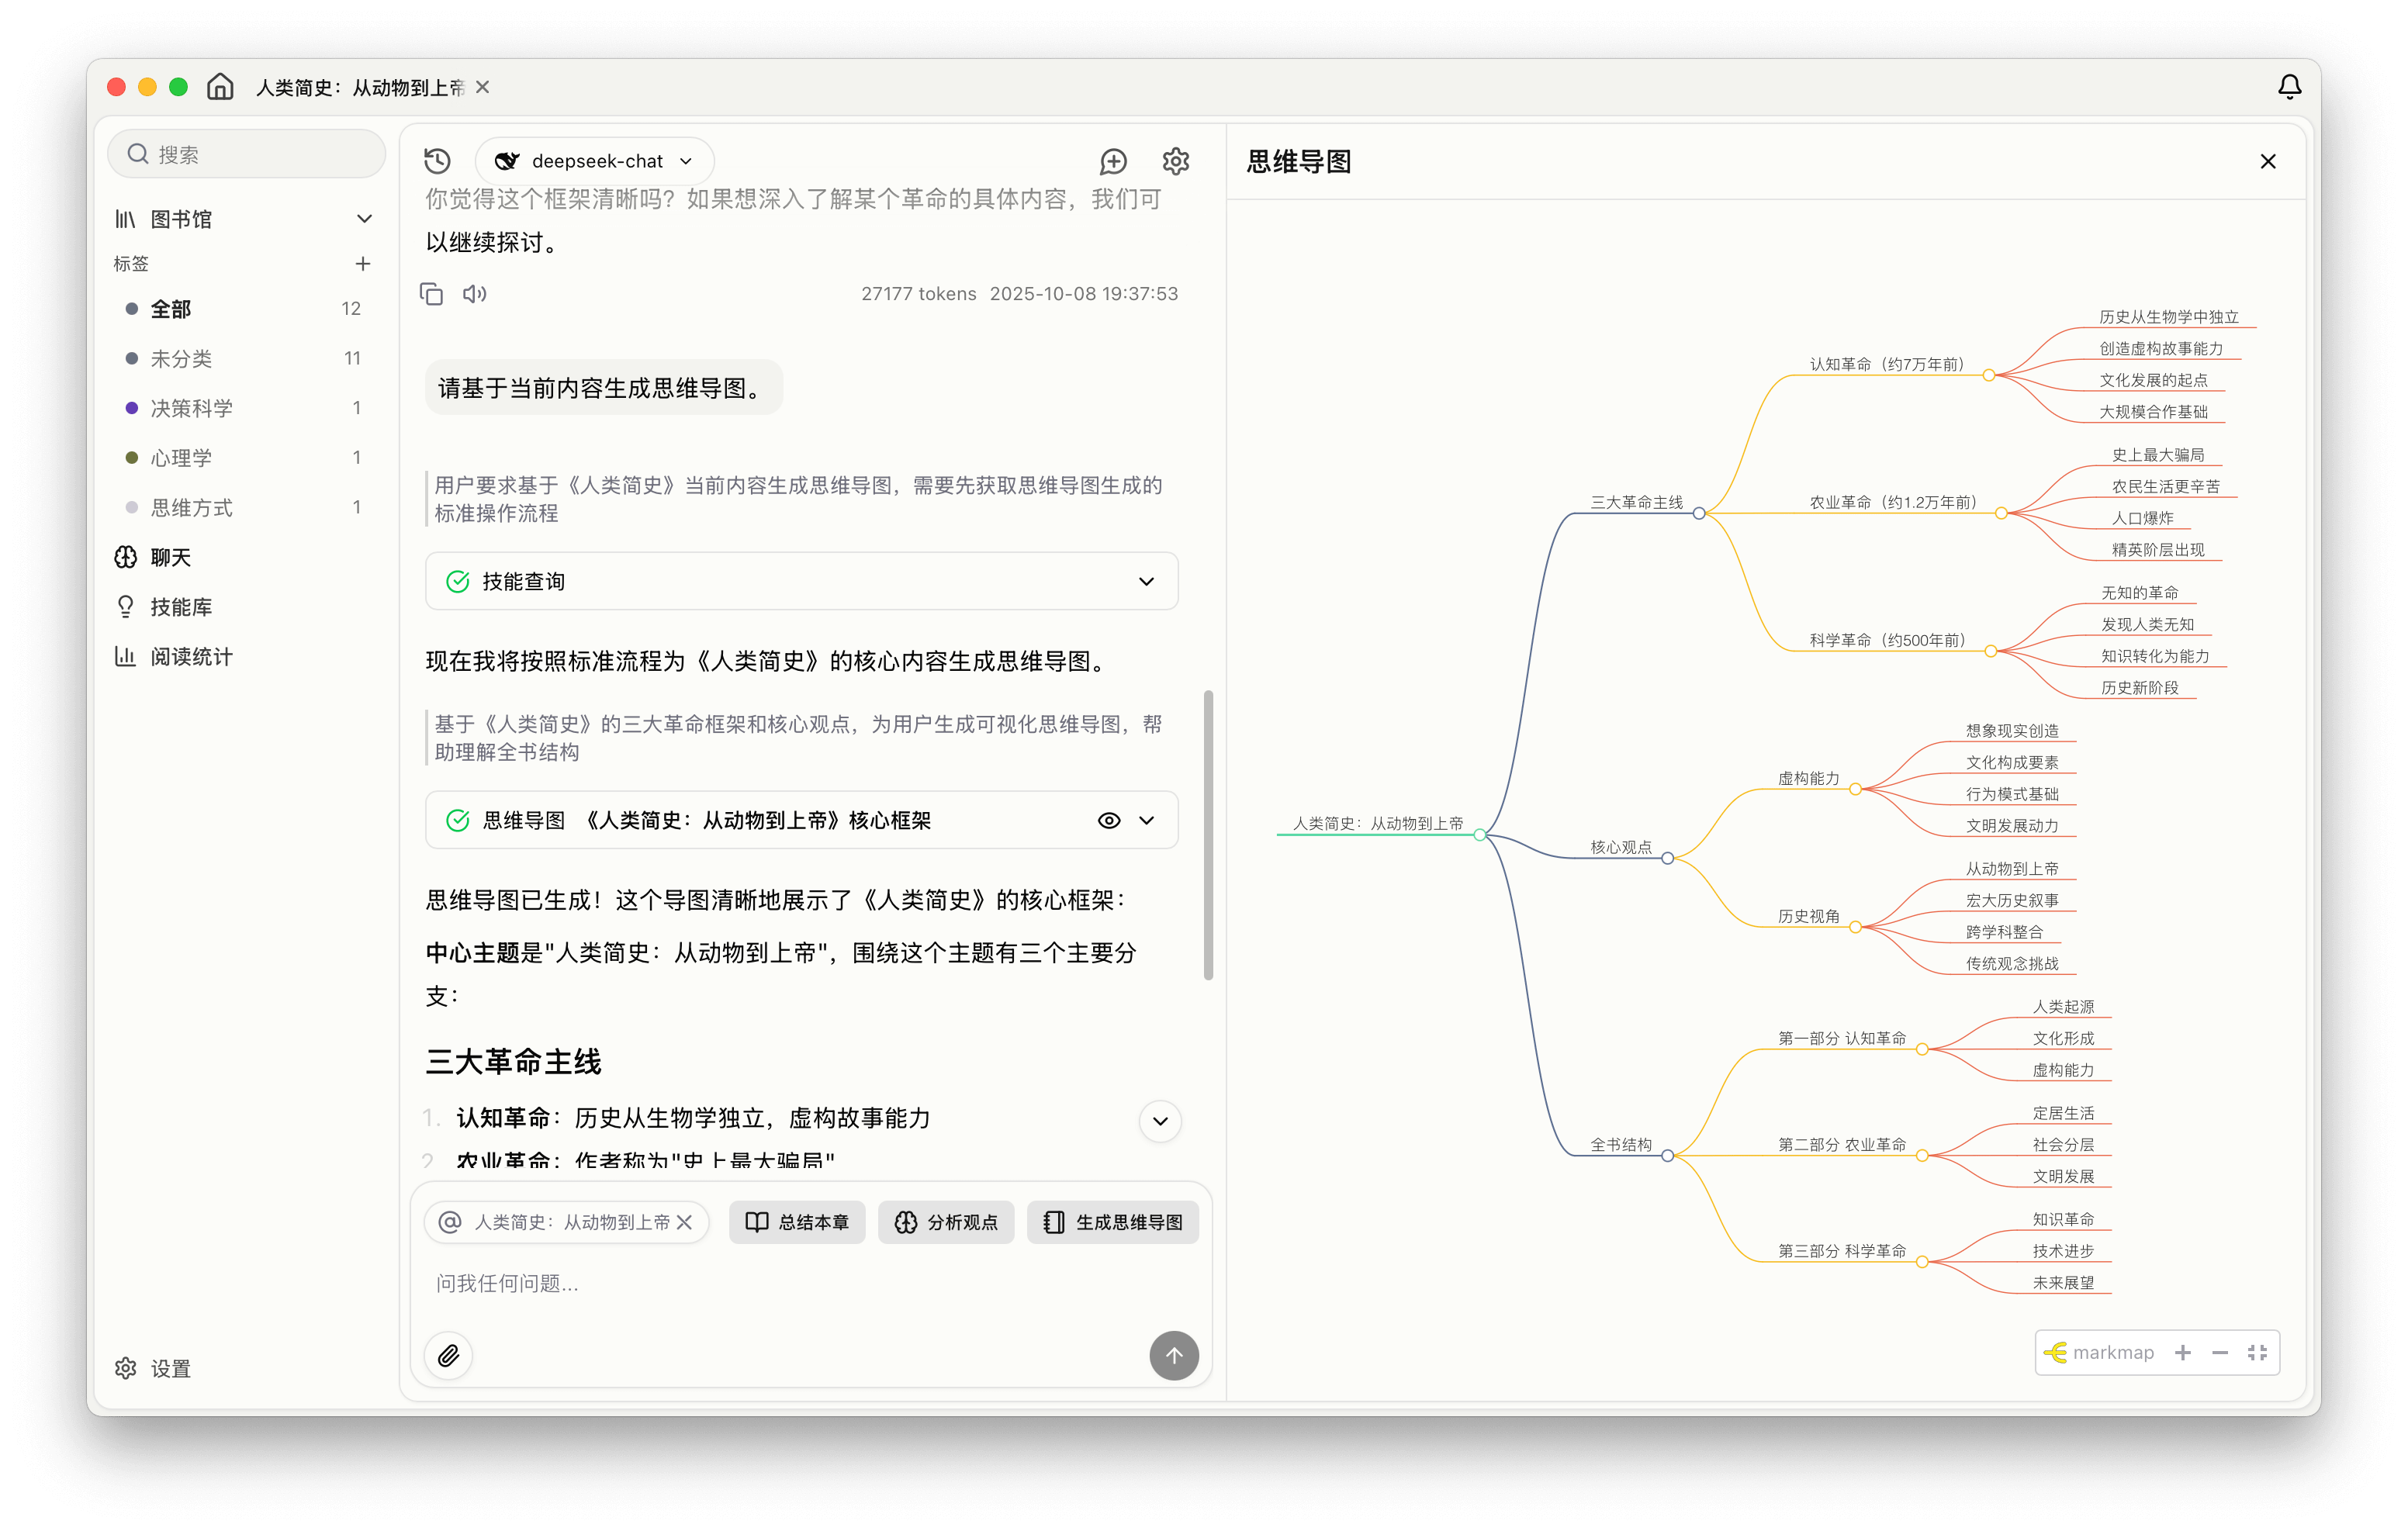 人类简史：从动物到上帝
搜索
图书馆
标签
全部 12
未分类 11
决策科学 1
心理学 1
思维方式 1
聊天
技能库
阅读统计
设置
deepseek-chat
你觉得这个框架清晰吗？如果想深入了解某个革命的具体内容，我们可
以继续探讨。
27177 tokens 2025-10-08 19:37:53
请基于当前内容生成思维导图。
用户要求基于《人类简史》当前内容生成思维导图，需要先获取思维导图生成的
标准操作流程
技能查询
现在我将按照标准流程为《人类简史》的核心内容生成思维导图。
基于《人类简史》的三大革命框架和核心观点，为用户生成可视化思维导图，帮
助理解全书结构
思维导图 《人类简史：从动物到上帝》核心框架
思维导图已生成！这个导图清晰地展示了《人类简史》的核心框架：
中心主题是"人类简史：从动物到上帝"，围绕这个主题有三个主要分
支：
三大革命主线
1. 认知革命：历史从生物学独立，虚构故事能力
2. 农业革命：作者称为"史上最大骗局"
人类简史：从动物到上帝
总结本章
分析观点
生成思维导图
问我任何问题...
思维导图
人类简史：从动物到上帝
三大革命主线
认知革命（约7万年前）
历史从生物学中独立
创造虚构故事能力
文化发展的起点
大规模合作基础
农业革命（约1.2万年前）
史上最大骗局
农民生活更辛苦
人口爆炸
精英阶层出现
科学革命（约500年前）
无知的革命
发现人类无知
知识转化为能力
历史新阶段
核心观点
虚构能力
想象现实创造
文化构成要素
行为模式基础
文明发展动力
历史视角
从动物到上帝
宏大历史叙事
跨学科整合
传统观念挑战
全书结构
第一部分 认知革命
人类起源
文化形成
虚构能力
第二部分 农业革命
定居生活
社会分层
文明发展
第三部分 科学革命
知识革命
技术进步
未来展望
markmap